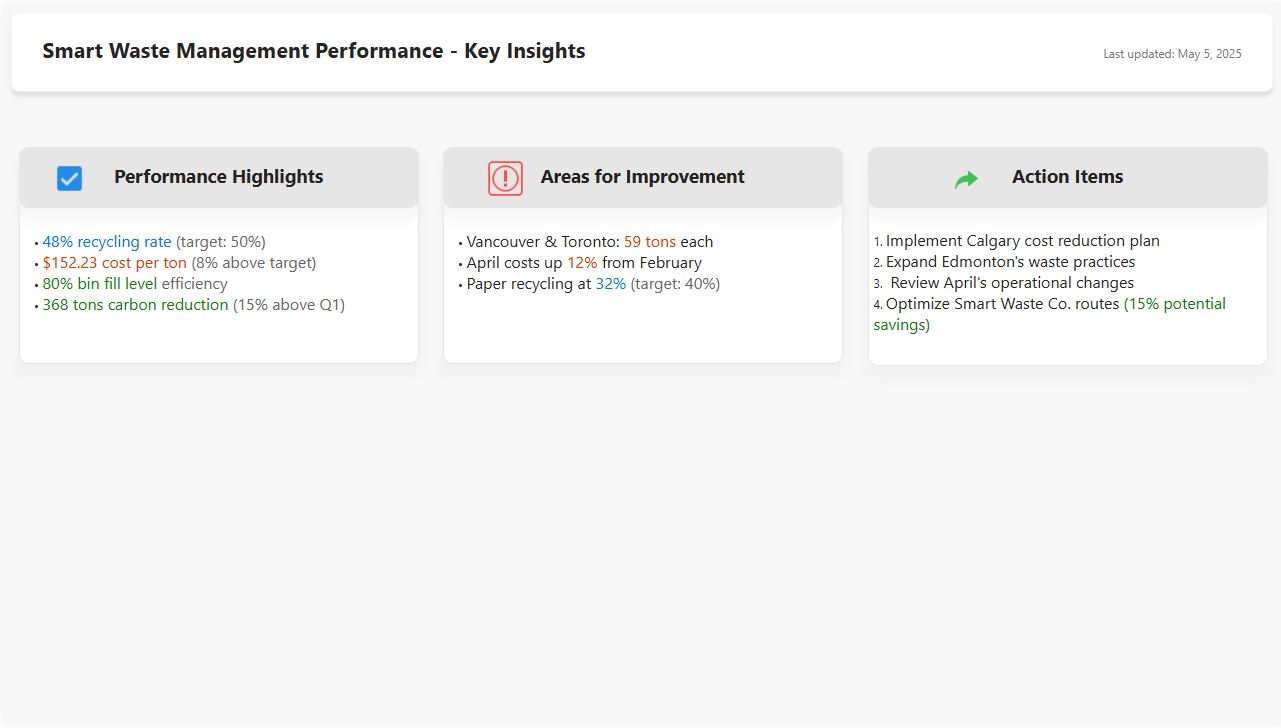 Smart Waste Management Performance - Key Insights
Last updated: May 5, 2025
Performance Highlights
• 48% recycling rate (target: 50%)
• $152.23 cost per ton (8% above target)
• 80% bin fill level efficiency
• 368 tons carbon reduction (15% above Q1)
Areas for Improvement
• Vancouver & Toronto: 59 tons each
• April costs up 12% from February
• Paper recycling at 32% (target: 40%)
Action Items
1. Implement Calgary cost reduction plan
2. Expand Edmonton's waste practices
3. Review April's operational changes
4. Optimize Smart Waste Co. routes (15% potential
savings)